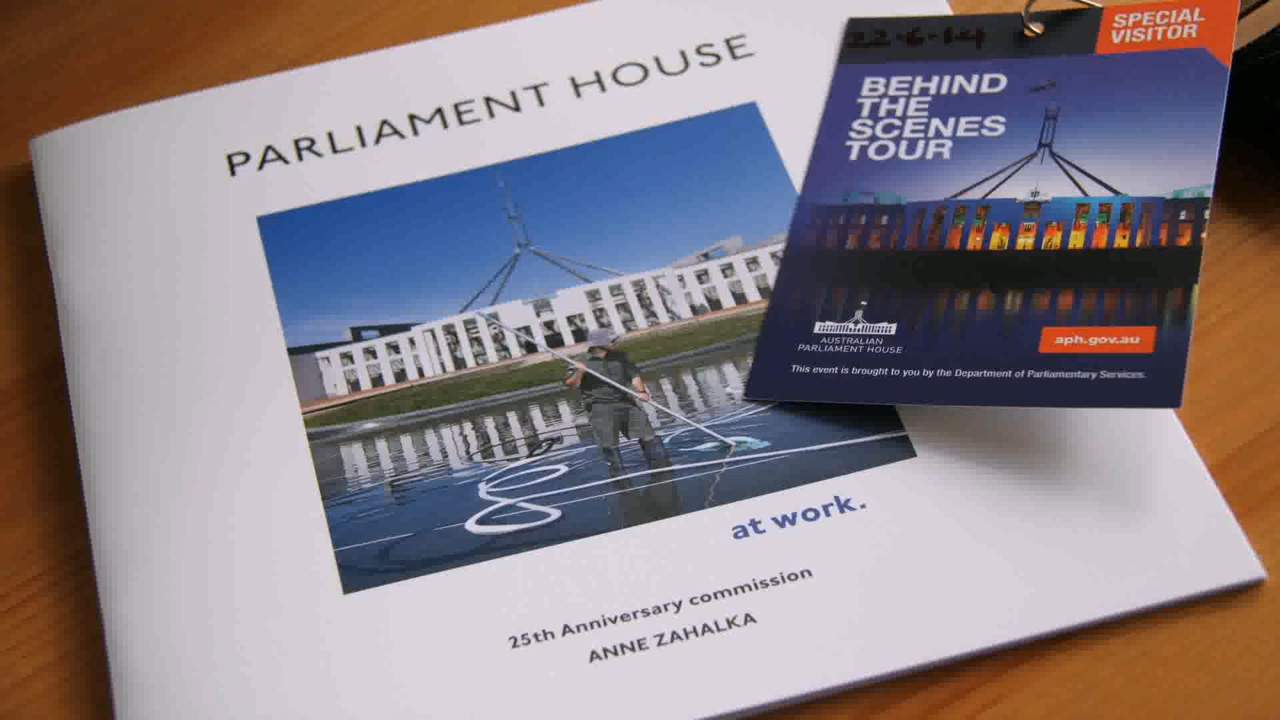 PARLIAMENT HOUSE
at work.
25th Anniversary commission
ANNE ZAHALKA
22-6-14
SPECIAL
VISITOR
BEHIND
THE
SCENES
TOUR
AUSTRALIAN
PARLIAMENT HOUSE
aph.gov.au
This event is brought to you by the Department of Parliamentary Services.